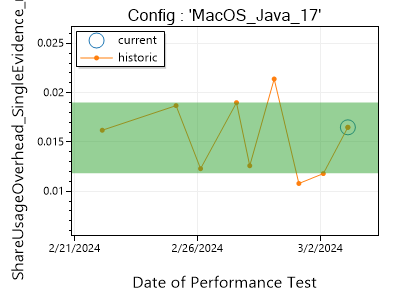 Config : 'MacOS_Java_17'
ShareUsageOverhead_SingleEvidence_
0.025
0.02
0.015
0.01
current
historic
2/21/2024
2/26/2024
3/2/2024
Date of Performance Test